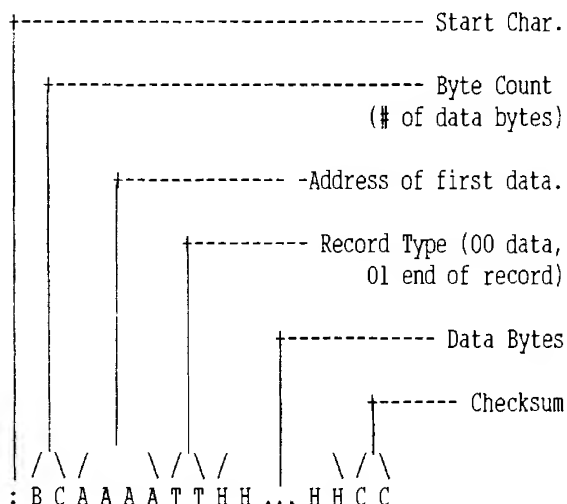 +------------------------------------ Start Char.
+-------------------------------- Byte Count
(# of data bytes)
+-------------- -Address of first data.
+--------- Record Type (00 data,
01 end of record)
+----------- Data Bytes
+------- Checksum
/\ / \/\/ \/\
: B C A A A A T T H H ... H H C C